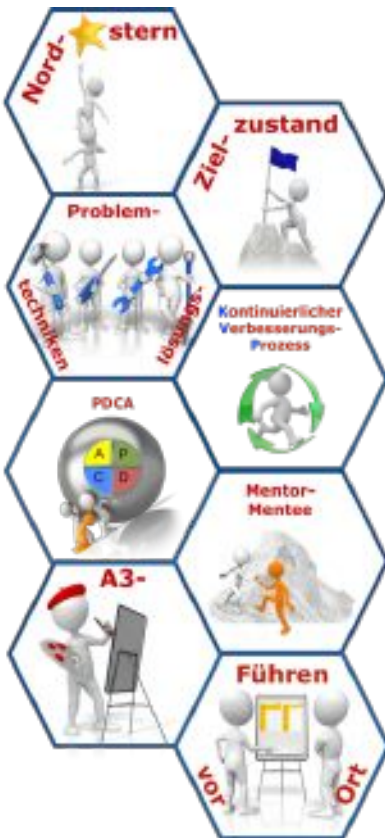 Nord-
stern
Ziel-
zustand
Problem-
lösungs-
techniken
Kontinuierlicher
Verbesserungs-
Prozess
PDCA
A P
C D
Mentor-
Mentee
A3-
Führen
vor
Ort